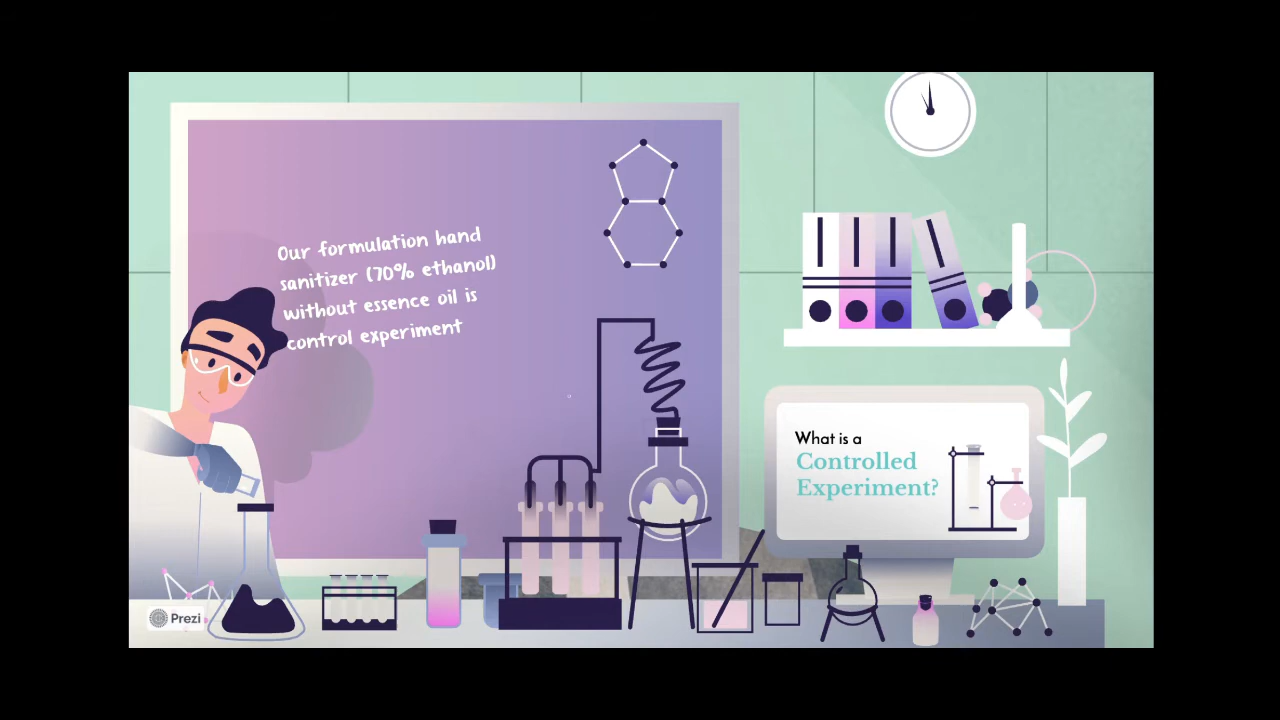 Our formulation hand
sanitizer (70% ethanol)
without essence oil is
control experiment
What is a
Controlled
Experiment?
Prezi